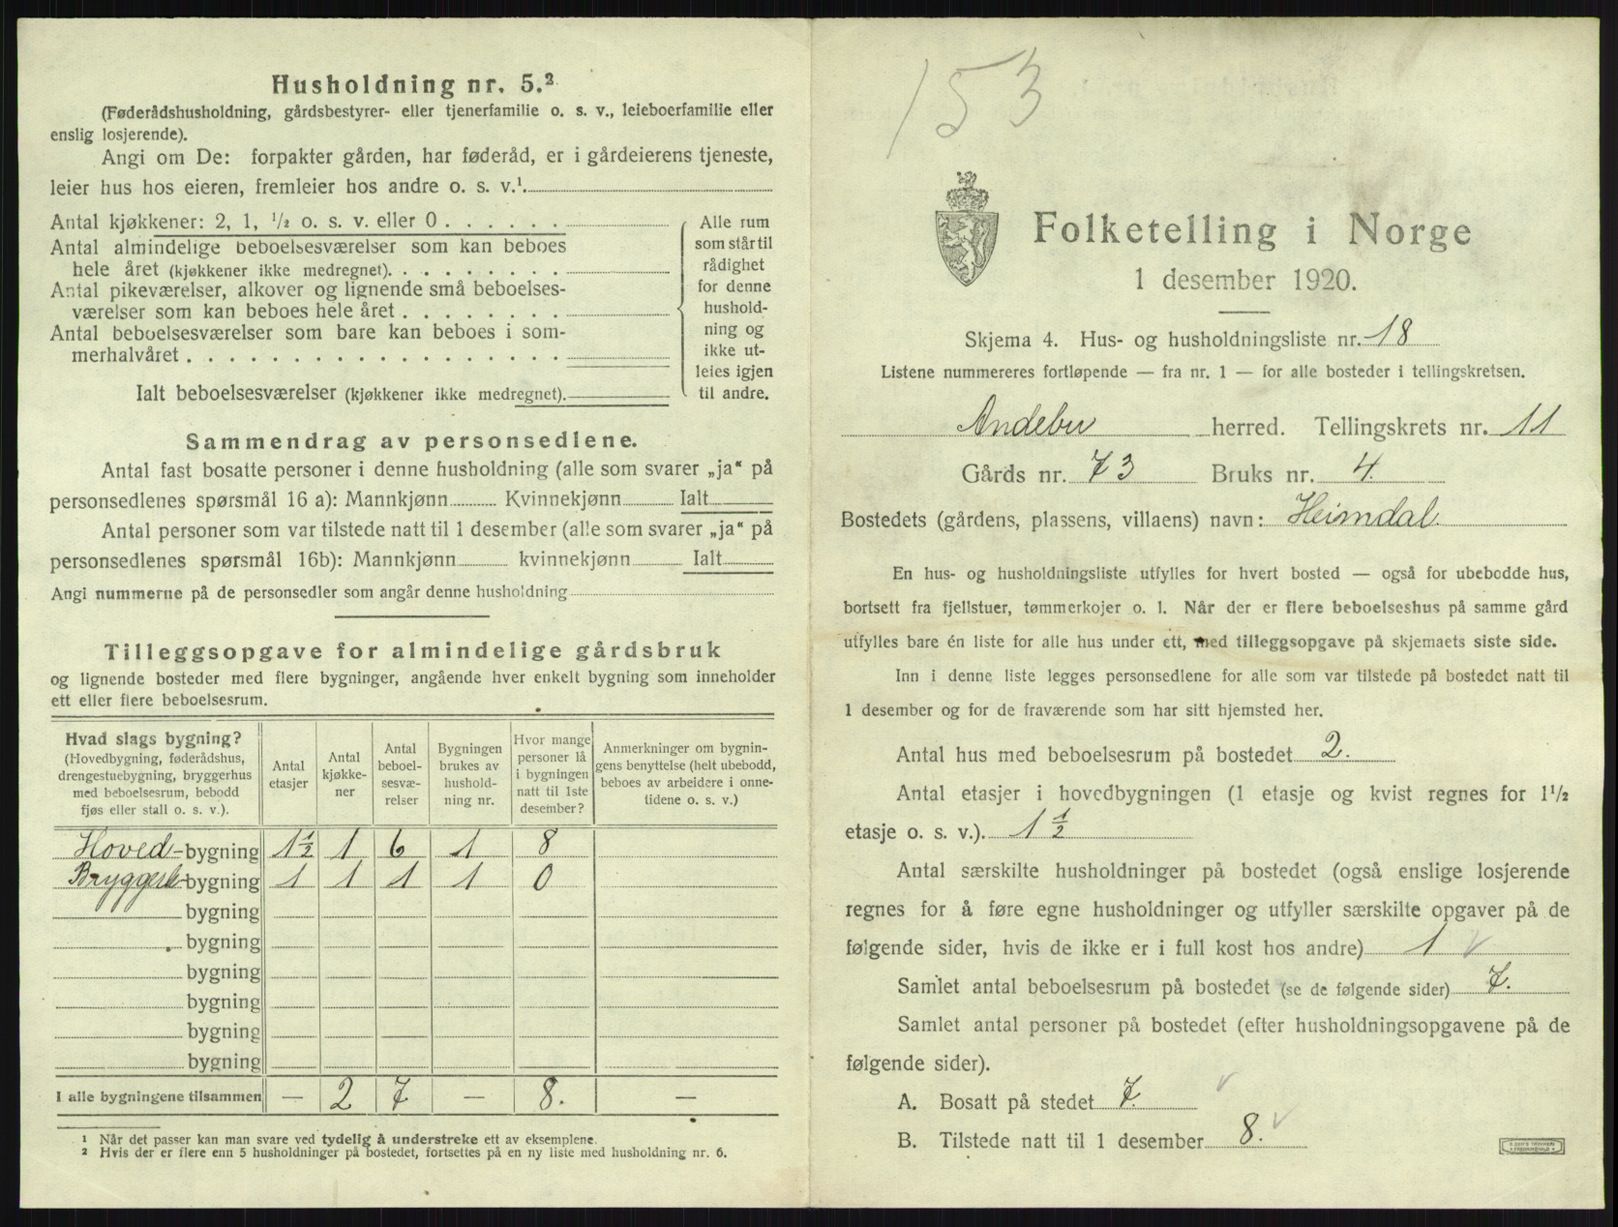 Husholdning nr. 5.²
(Føderådshusholdning, gårdsbestyrer- eller tjenerfamilie o. s. v., leieboerfamilie eller
enslig losjerende).
Angi om De: forpakter gården, har føderåd, er i gårdeierens tjeneste,
leier hus hos eieren, fremleier hos andre o. s. v.¹
Antal kjøkkener: 2, 1, ½ o. s. v. eller 0 . . . . . .
Antal almindelige beboelsesværelser som kan beboes
hele året (kjøkkener ikke medregnet). . . . . . . . .
Antal pikeværelser, alkover og lignende små beboelses-
værelser som kan beboes hele året . . . . . . . .
Antal beboelsesværelser som bare kan beboes i som-
merhalvåret . . . . . . . . . . . . . . . . . .
Ialt beboelsesværelser (kjøkkener ikke medregnet).
Alle rum
som står til
rådighet
for denne
hushold-
ning og
ikke ut-
leies igjen
til andre.
Sammendrag av personsedlene.
Antal fast bosatte personer i denne husholdning (alle som svarer „ja“ på
personsedlenes spørsmål 16 a): Mannkjønn Kvinnekjønn Ialt
Antal personer som var tilstede natt til 1 desember (alle som svarer „ja“ på
personsedlenes spørsmål 16b): Mannkjønn kvinnekjønn Ialt
Angi nummerne på de personsedler som angår denne husholdning
Tilleggsopgave for almindelige gårdsbruk
og lignende bosteder med flere bygninger, angående hver enkelt bygning som inneholder
ett eller flere beboelsesrum.
Hvad slags bygning?
(Hovedbygning, føderådshus,
drengestuebygning, bryggerhus
med beboelsesrum, bebodd
fjøs eller stall o. s. v.).
Antal
etasjer
Antal
kjøkke-
ner
Antal
beboel-
sesvæ-
relser
Bygningen
brukes av
hushold-
ning nr.
Hvor mange
personer lå
i bygningen
natt til 1ste
desember?
Anmerkninger om bygnin-
gens benyttelse (helt ubebodd,
beboes av arbeidere i onne-
tidene o. s. v.)
Hoved-bygning 1½ 1 6 1 8
Bryggerh-bygning 1 1 1 1 0
bygning
bygning
bygning
bygning
bygning
bygning
I alle bygningene tilsammen — 2 7 — 8. —
¹ Når det passer kan man svare ved tydelig å understreke ett av eksemplene.
² Hvis der er flere enn 5 husholdninger på bostedet, fortsettes på en ny liste med husholdning nr. 6.
153
Folketelling i Norge
1 desember 1920.
Skjema 4. Hus- og husholdningsliste nr. 18
Listene nummereres fortløpende — fra nr. 1 — for alle bosteder i tellingskretsen.
Andebu herred. Tellingskrets nr. 11
Gårds nr. 73 Bruks nr. 4.
Bostedets (gårdens, plassens, villaens) navn: Heimdal.
En hus- og husholdningsliste utfylles for hvert bosted — også for ubebodde hus,
bortsett fra fjellstuer, tømmerkojer o. l. Når der er flere beboelseshus på samme gård
utfylles bare én liste for alle hus under ett, med tilleggsopgave på skjemaets siste side.
Inn i denne liste legges personsedlene for alle som var tilstede på bostedet natt til
1 desember og for de fraværende som har sitt hjemsted her.
Antal hus med beboelsesrum på bostedet 2.
Antal etasjer i hovedbygningen (1 etasje og kvist regnes for 1½
etasje o. s. v.). 1½
Antal særskilte husholdninger på bostedet (også enslige losjerende
regnes for å føre egne husholdninger og utfyller særskilte opgaver på de
følgende sider, hvis de ikke er i full kost hos andre) 1 ✓
Samlet antal beboelsesrum på bostedet (se de følgende sider) 7.
Samlet antal personer på bostedet (efter husholdningsopgavene på de
følgende sider).
A. Bosatt på stedet 7. ✓
B. Tilstede natt til 1 desember 8. ✓